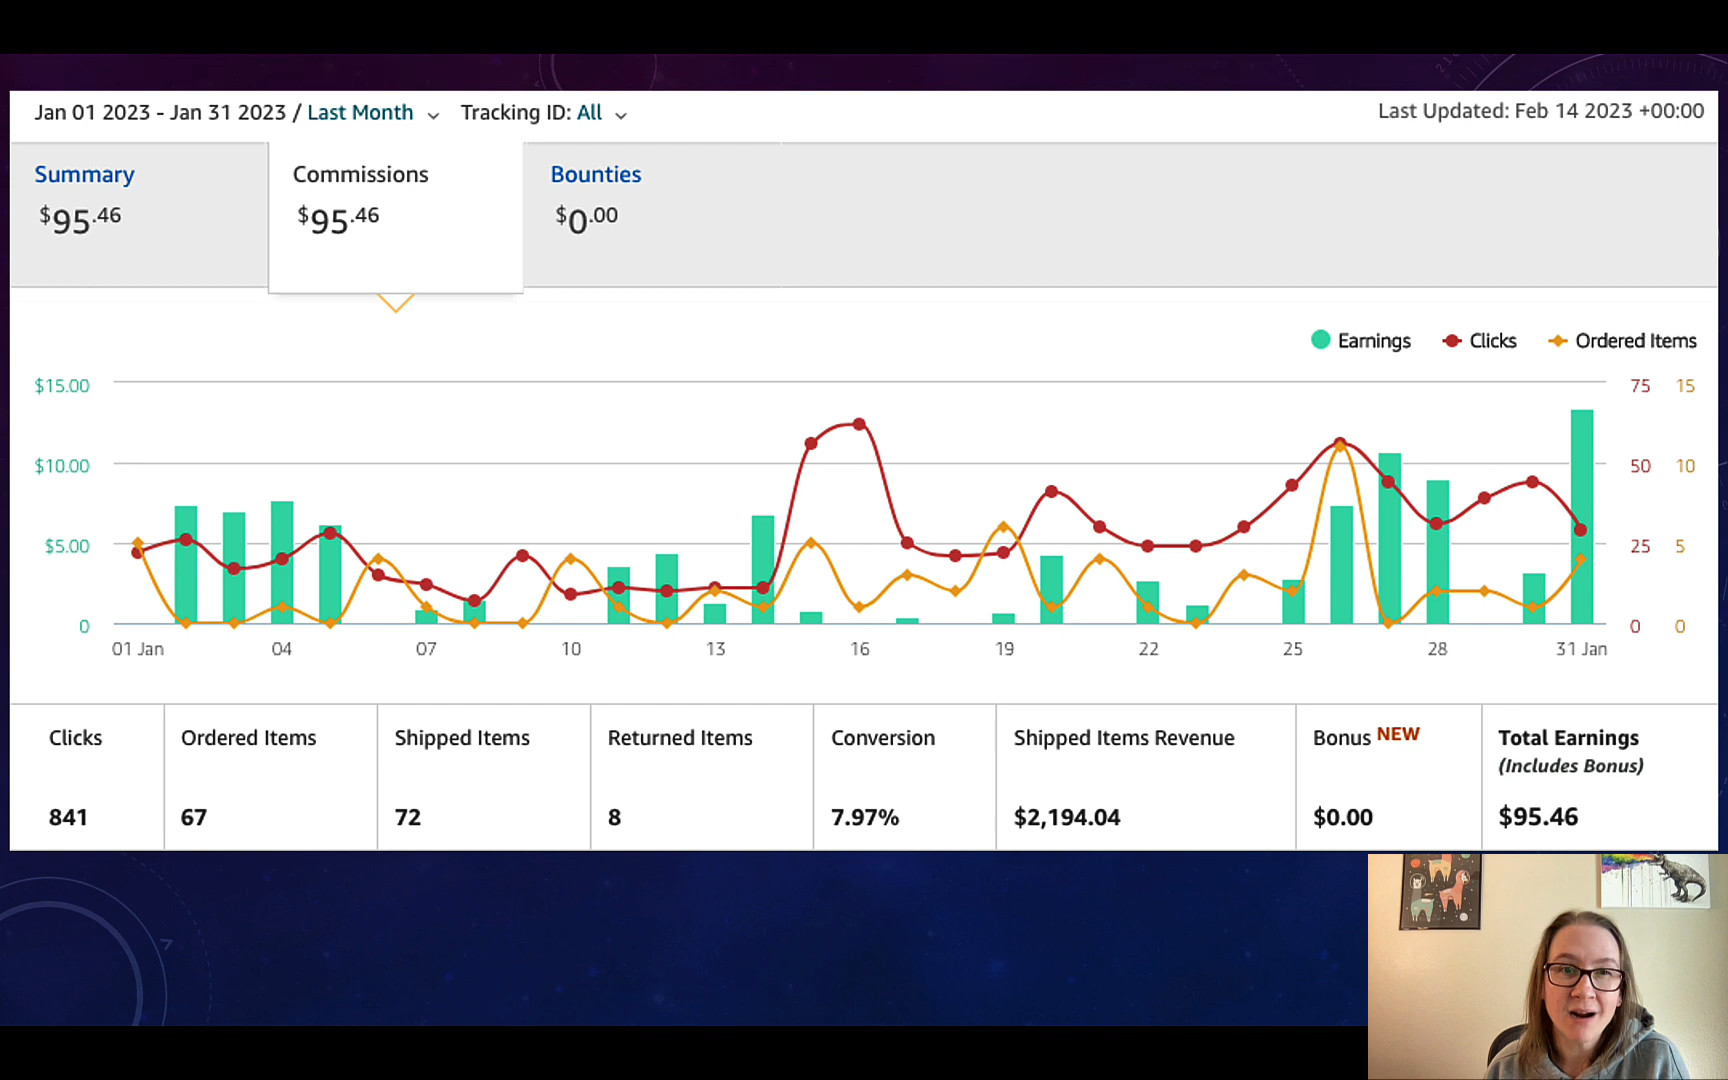 Jan 01 2023 - Jan 31 2023 / Last Month Tracking ID: All
Last Updated: Feb 14 2023 +00:00
Summary
$95.46
Commissions
$95.46
Bounties
$0.00
Earnings Clicks Ordered Items
$15.00 75 15
$10.00 50 10
$5.00 25 5
0 0 0
01 Jan 04 07 10 13 16 19 22 25 28 31 Jan
Clicks Ordered Items Shipped Items Returned Items Conversion Shipped Items Revenue Bonus NEW Total Earnings
(Includes Bonus)
841 67 72 8 7.97% $2,194.04 $0.00 $95.46